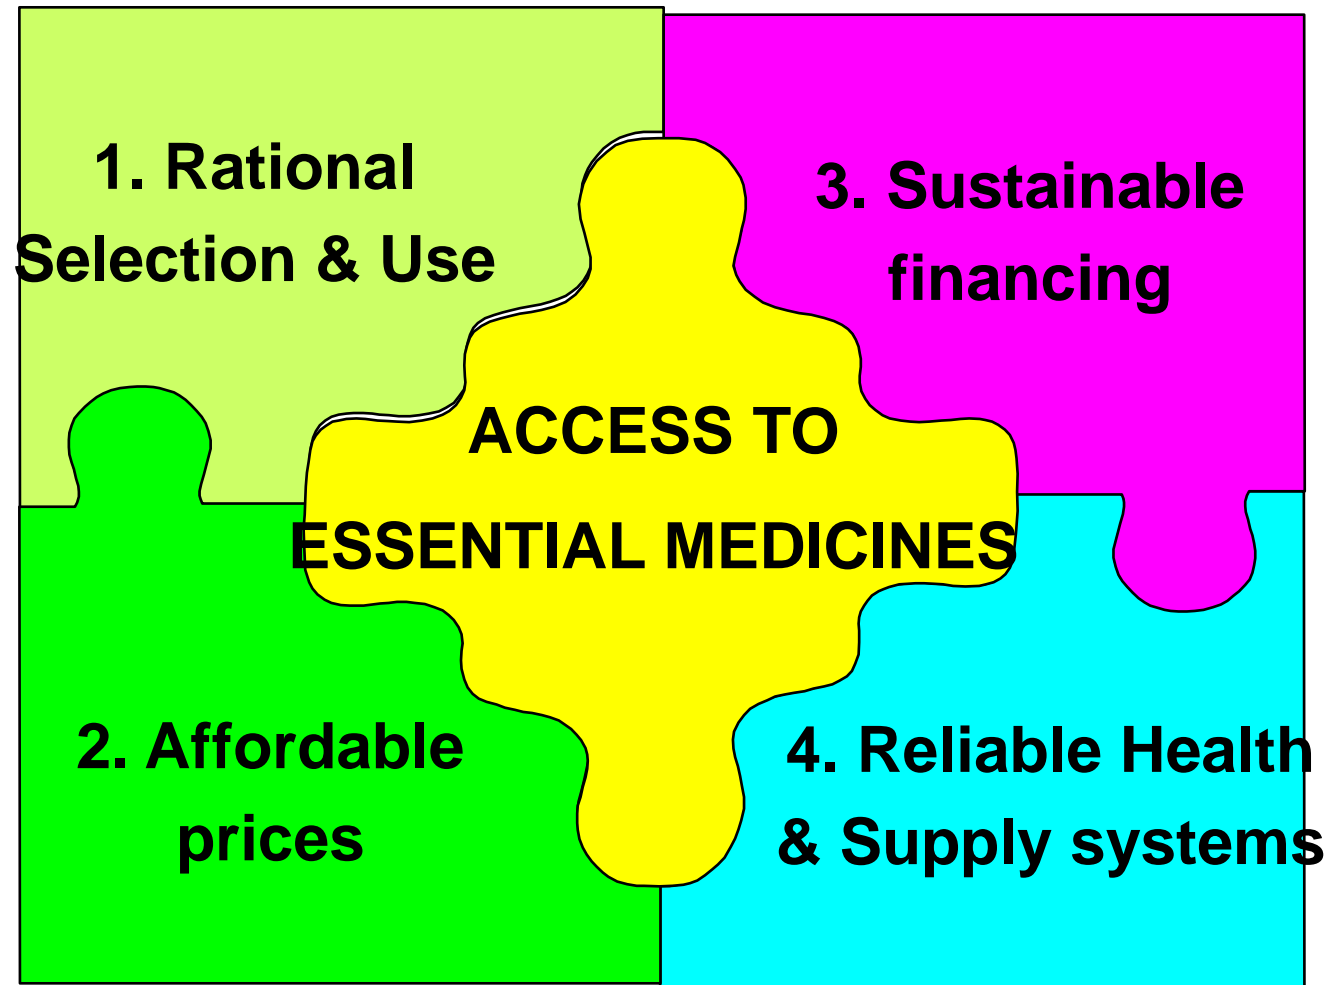 1. Rational
Selection & Use
3. Sustainable
financing
ACCESS TO
ESSENTIAL MEDICINES
2. Affordable
prices
4. Reliable Health
& Supply systems